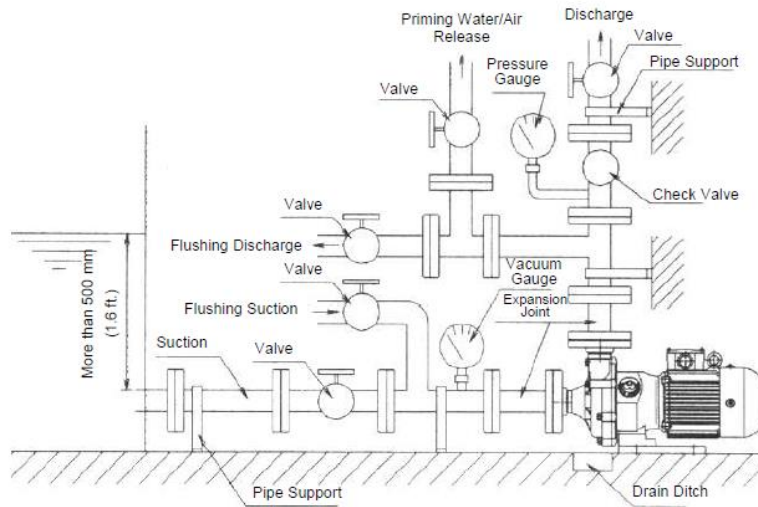 Priming Water/Air
Release
Discharge
Valve
Pipe Support
Pressure
Gauge
Valve
Check Valve
Valve
Flushing Discharge
Valve
Flushing Suction
Vacuum
Gauge
Expansion
Joint
More than 500 mm
(1.6 ft.)
Suction
Valve
Pipe Support
Drain Ditch